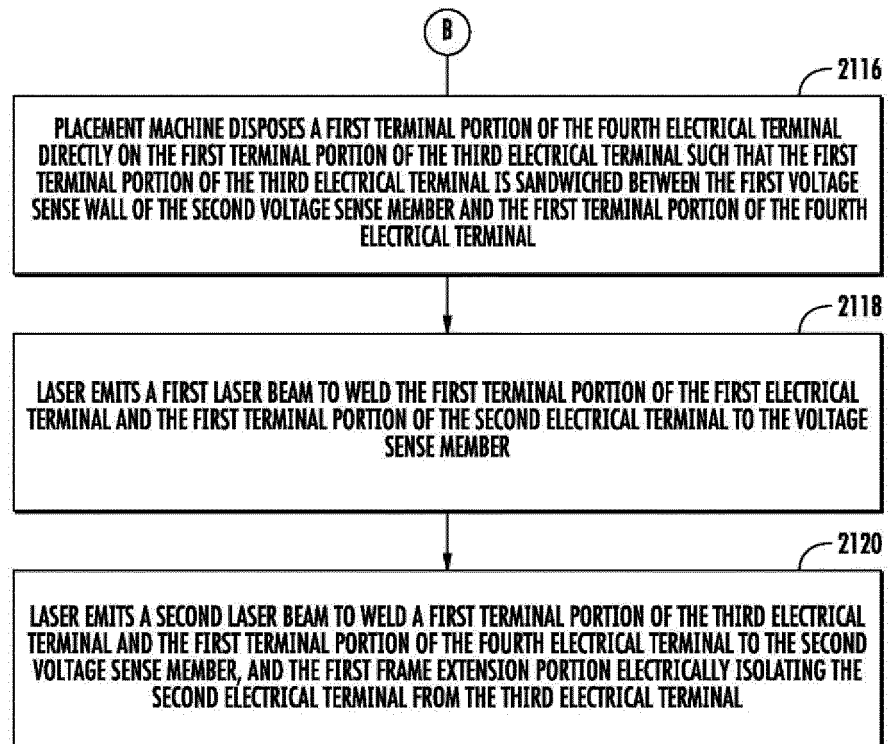 B
2116
PLACEMENT MACHINE DISPOSES A FIRST TERMINAL PORTION OF THE FOURTH ELECTRICAL TERMINAL
DIRECTLY ON THE FIRST TERMINAL PORTION OF THE THIRD ELECTRICAL TERMINAL SUCH THAT THE FIRST
TERMINAL PORTION OF THE THIRD ELECTRICAL TERMINAL IS SANDWICHED BETWEEN THE FIRST VOLTAGE
SENSE WALL OF THE SECOND VOLTAGE SENSE MEMBER AND THE FIRST TERMINAL PORTION OF THE FOURTH
ELECTRICAL TERMINAL
2118
LASER EMITS A FIRST LASER BEAM TO WELD THE FIRST TERMINAL PORTION OF THE FIRST ELECTRICAL
TERMINAL AND THE FIRST TERMINAL PORTION OF THE SECOND ELECTRICAL TERMINAL TO THE VOLTAGE
SENSE MEMBER
2120
LASER EMITS A SECOND LASER BEAM TO WELD A FIRST TERMINAL PORTION OF THE THIRD ELECTRICAL
TERMINAL AND THE FIRST TERMINAL PORTION OF THE FOURTH ELECTRICAL TERMINAL TO THE SECOND
VOLTAGE SENSE MEMBER, AND THE FIRST FRAME EXTENSION PORTION ELECTRICALLY ISOLATING THE
SECOND ELECTRICAL TERMINAL FROM THE THIRD ELECTRICAL TERMINAL